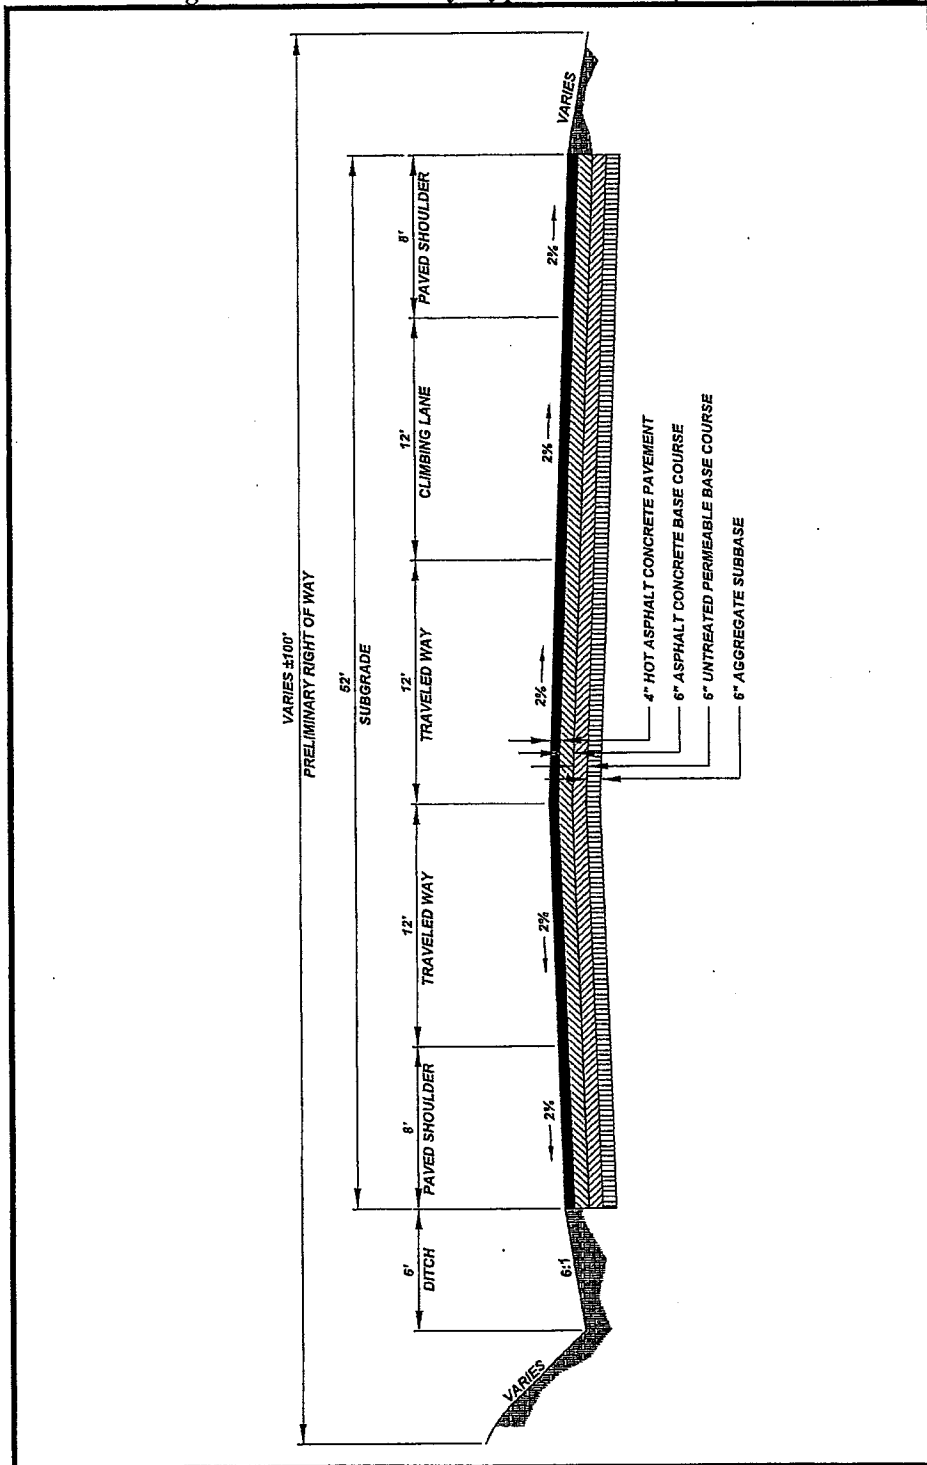 VARIES ±100'
PRELIMINARY RIGHT OF WAY
52'
SUBGRADE
6'
DITCH
8'
PAVED SHOULDER
12'
TRAVELED WAY
12'
TRAVELED WAY
12'
CLIMBING LANE
8'
PAVED SHOULDER
VARIES
6:1
2%
2%
2%
2%
2%
VARIES
4" HOT ASPHALT CONCRETE PAVEMENT
6" ASPHALT CONCRETE BASE COURSE
6" UNTREATED PERMEABLE BASE COURSE
6" AGGREGATE SUBBASE